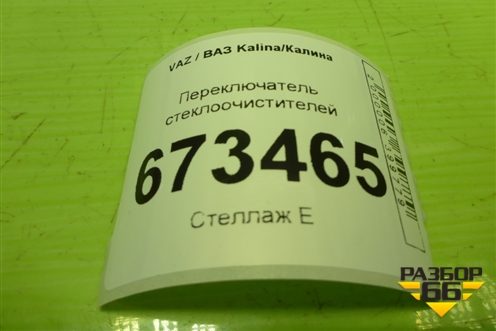 VAZ / ВАЗ Kalina/Калина
Переключатель
стеклоочистителей
673465
Стеллаж Е
РАЗБОР
66